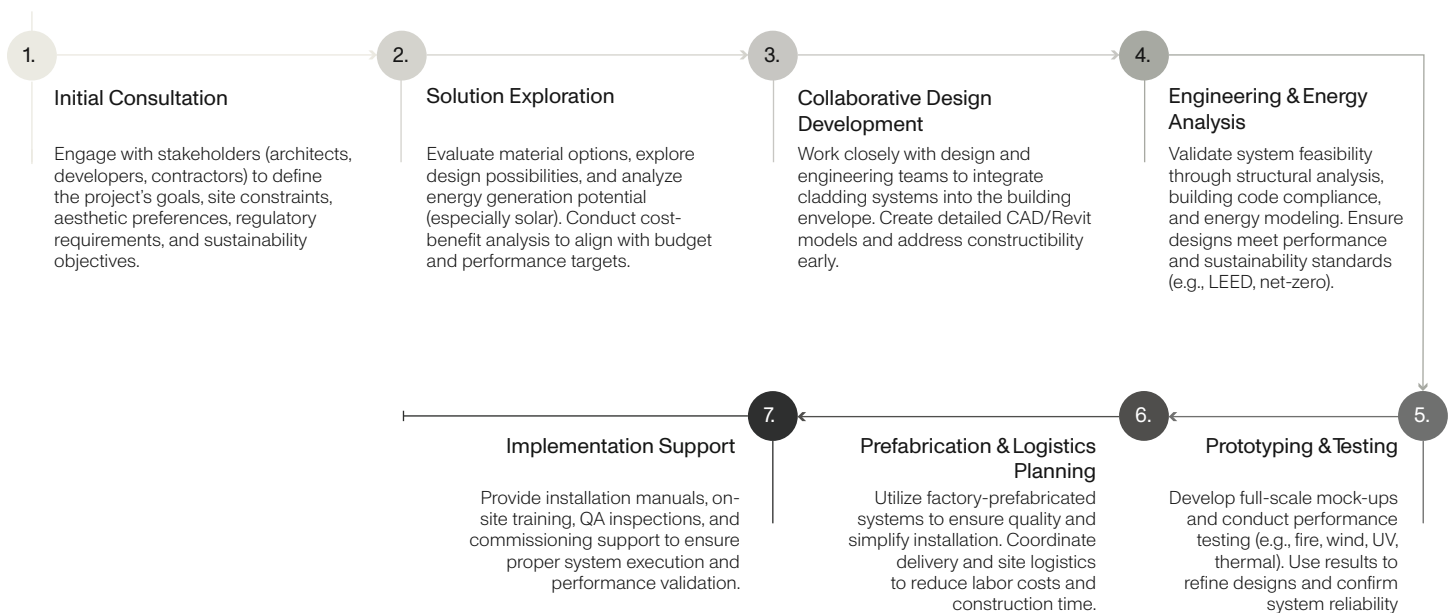 1.
Initial Consultation
Engage with stakeholders (architects,
developers, contractors) to define
the project's goals, site constraints,
aesthetic preferences, regulatory
requirements, and sustainability
objectives.
2.
Solution Exploration
Evaluate material options, explore
design possibilities, and analyze
energy generation potential
(especially solar). Conduct cost-
benefit analysis to align with budget
and performance targets.
3.
Collaborative Design
Development
Work closely with design and
engineering teams to integrate
cladding systems into the building
envelope. Create detailed CAD/Revit
models and address constructibility
early.
4.
Engineering & Energy
Analysis
Validate system feasibility
through structural analysis,
building code compliance,
and energy modeling. Ensure
designs meet performance
and sustainability standards
(e.g., LEED, net-zero).
5.
Prototyping & Testing
Develop full-scale mock-ups
and conduct performance
testing (e.g., fire, wind, UV,
thermal). Use results to
refine designs and confirm
system reliability
6.
Prefabrication & Logistics
Planning
Utilize factory-prefabricated
systems to ensure quality and
simplify installation. Coordinate
delivery and site logistics
to reduce labor costs and
construction time.
7.
Implementation Support
Provide installation manuals, on-
site training, QA inspections, and
commissioning support to ensure
proper system execution and
performance validation.